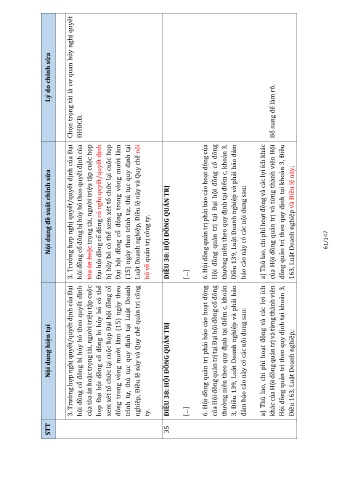 STT
Nội dung hiện tại
Nội dung đề xuất chỉnh sửa
Lý do chỉnh sửa
3. Trường hợp nghị quyết/quyết định của Đại
hội đồng cổ đông bị hủy bỏ theo quyết định
của tòa án hoặc trọng tài, người triệu tập cuộc
họp Đại hội đồng cổ đông bị hủy bỏ có thể
xem xét tổ chức lại cuộc họp Đại hội đồng cổ
đông trong vòng mười lăm (15) ngày theo
trình tự, thủ tục quy định tại Luật Doanh
nghiệp, Điều lệ này và Quy chế quản trị công
ty.
3. Trường hợp nghị quyết/quyết định của Đại
hội đồng cổ đông bị hủy bỏ theo quyết định của
tòa án hoặc trọng tài, người triệu tập cuộc họp
Đại hội đồng cổ đông có nghị quyết/quyết định
bị hủy bỏ có thể xem xét tổ chức lại cuộc họp
Đại hội đồng cổ đông trong vòng mười lăm
(15) ngày theo trình tự, thủ tục quy định tại
Luật Doanh nghiệp, Điều lệ này và Quy chế nội
bộ về quản trị công ty.
Chọn trọng tài là cơ quan hủy nghị quyết
ĐHĐCĐ.
35
ĐIỀU 38: HỘI ĐỒNG QUẢN TRỊ
[...]
6. Hội đồng quản trị phải báo cáo hoạt động
của Hội đồng quản trị tại Đại hội đồng cổ đông
thường niên theo quy định tại điểm c, khoản
3, Điều 139, Luật Doanh nghiệp và phải bảo
đảm báo cáo này có các nội dung sau:
a) Thù lao, chi phí hoạt động và các lợi ích
khác của Hội đồng quản trị và từng thành viên
Hội đồng quản trị theo quy định tại khoản 3,
Điều 163, Luật Doanh nghiệp.
ĐIỀU 38: HỘI ĐỒNG QUẢN TRỊ
[...]
6. Hội đồng quản trị phải báo cáo hoạt động của
Hội đồng quản trị tại Đại hội đồng cổ đông
thường niên theo quy định tại điểm c, khoản 3,
Điều 139, Luật Doanh nghiệp và phải bảo đảm
báo cáo này có các nội dung sau:
a) Thù lao, chi phí hoạt động và các lợi ích khác
của Hội đồng quản trị và từng thành viên Hội
đồng quản trị theo quy định tại khoản 3, Điều
163, Luật Doanh nghiệp và Điều lệ này.
Bổ sung để làm rõ.